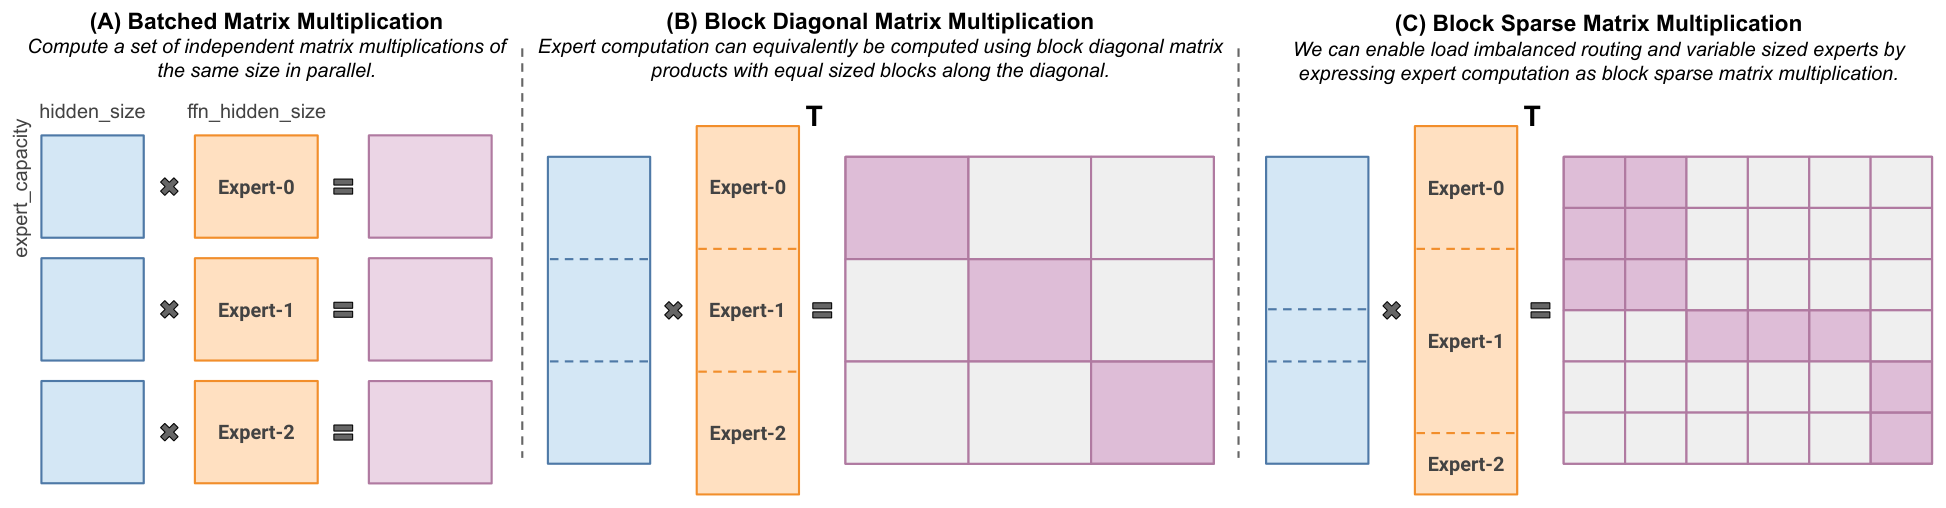 (A) Batched Matrix Multiplication
Compute a set of independent matrix multiplications of
the same size in parallel.
hidden_size
ffn_hidden_size
expert_capacity
Expert-0
Expert-1
Expert-2
(B) Block Diagonal Matrix Multiplication
Expert computation can equivalently be computed using block diagonal matrix
products with equal sized blocks along the diagonal.
T
Expert-0
Expert-1
Expert-2
(C) Block Sparse Matrix Multiplication
We can enable load imbalanced routing and variable sized experts by
expressing expert computation as block sparse matrix multiplication.
T
Expert-0
Expert-1
Expert-2